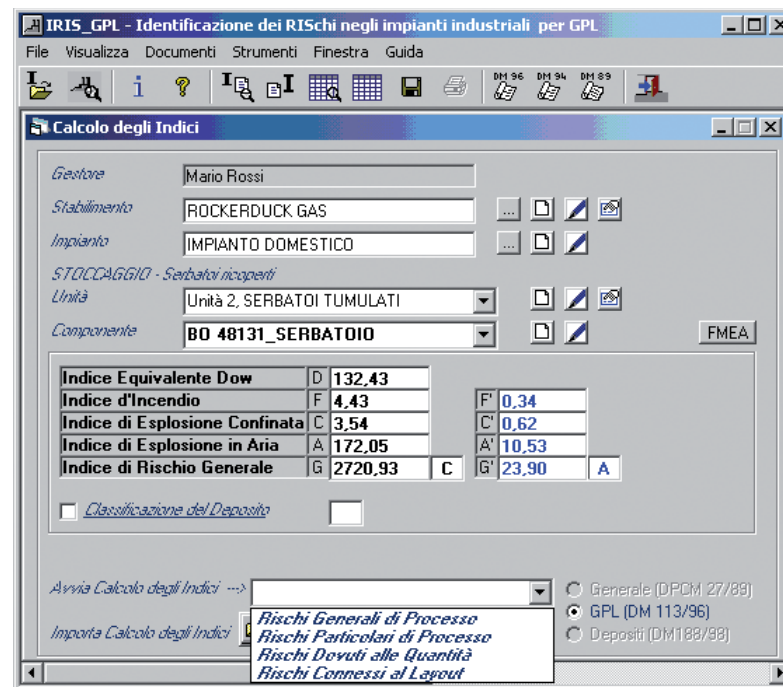 IRIS_GPL - Identificazione dei RISchi negli impianti industriali per GPL
File Visualizza Documenti Strumenti Finestra Guida
I I I i ? DM 96 DM 94 DM 89
Calcolo degli Indici
Gestore Mario Rossi
Stabilimento ROCKERDUCK GAS ...
Impianto IMPIANTO DOMESTICO ...
STOCCAGGIO - Serbatoi ricoperti
Unità Unità 2, SERBATOI TUMULATI
Componente BO 48131_SERBATOIO FMEA
Indice Equivalente Dow D 132,43
Indice d'Incendio F 4,43 F' 0,34
Indice di Esplosione Confinata C 3,54 C' 0,62
Indice di Esplosione in Aria A 172,05 A' 10,53
Indice di Rischio Generale G 2720,93 C G' 23,90 A
Classificazione del Deposito
Avvia Calcolo degli Indici ---> Generale (DPCM 27/89)
Rischi Generali di Processo GPL (DM 113/96)
Importa Calcolo degli Indici Rischi Particolari di Processo Depositi (DM188/98)
Rischi Dovuti alle Quantità
Rischi Connessi al Layout